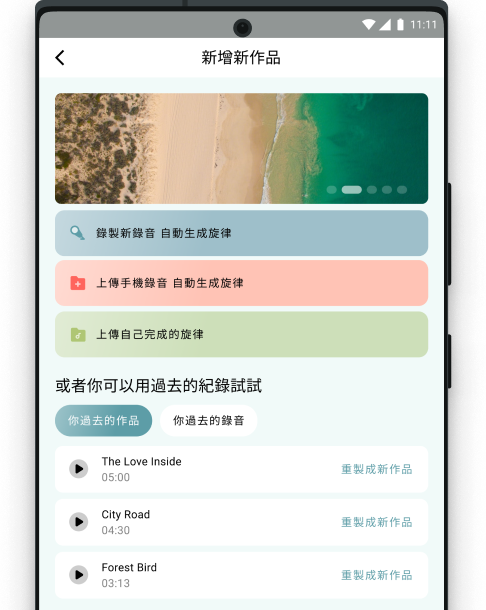 11:11
新增新作品
錄製新錄音 自動生成旋律
上傳手機錄音 自動生成旋律
上傳自己完成的旋律
或者你可以用過去的紀錄試試
你過去的作品 你過去的錄音
The Love Inside
05:00
重製成新作品
City Road
04:30
重製成新作品
Forest Bird
03:13
重製成新作品